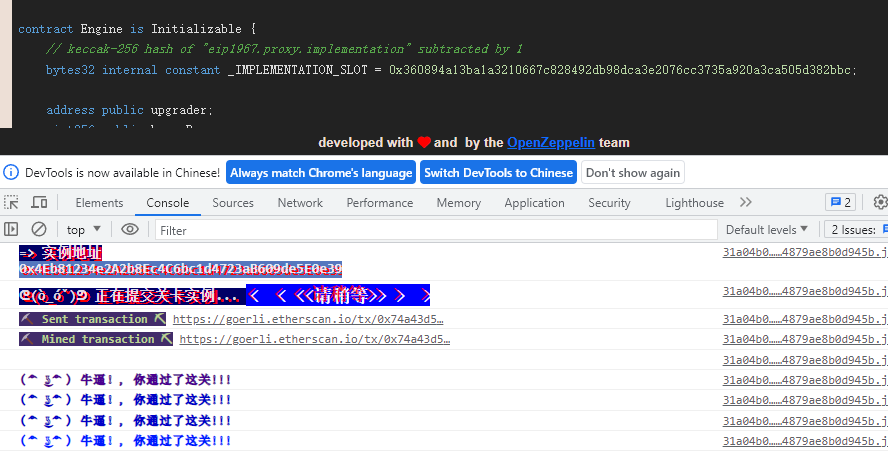 contract Engine is Initializable {
// keccak-256 hash of "eip1967.proxy.implementation" subtracted by 1
bytes32 internal constant _IMPLEMENTATION_SLOT = 0x360894a13ba1a3210667c828492db98dca3e2076cc3735a920a3ca505d382bbc;
address public upgrader;
developed with ❤ and by the OpenZeppelin team
DevTools is now available in Chinese! Always match Chrome's language Switch DevTools to Chinese Don't show again
Elements Console Sources Network Performance Memory Application Security Lighthouse 2
top Filter Default levels 2 Issues:
=> 实例地址 31a04b0……4879ae8b0d945b.j
0x4Eb81234e2A2b8Ec4C6bc1d4723aB609de5E0e39
正在提交关卡实例... < < <<请稍等>> > > 31a04b0……4879ae8b0d945b.j
Sent transaction https://goerli.etherscan.io/tx/0x74a43d5… 31a04b0……4879ae8b0d945b.j
Mined transaction https://goerli.etherscan.io/tx/0x74a43d5… 31a04b0……4879ae8b0d945b.j
31a04b0……4879ae8b0d945b.j
牛逼!, 你通过了这关!!! 31a04b0……4879ae8b0d945b.j
牛逼!, 你通过了这关!!! 31a04b0……4879ae8b0d945b.j
牛逼!, 你通过了这关!!! 31a04b0……4879ae8b0d945b.j
牛逼!, 你通过了这关!!! 31a04b0……4879ae8b0d945b.j